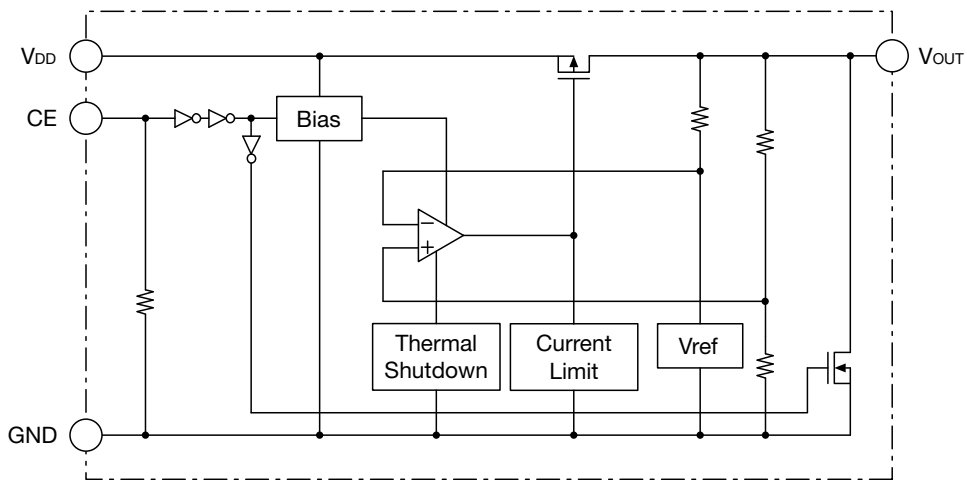 VDD
VOUT
CE
Bias
−
+
Thermal
Shutdown
Current
Limit
Vref
GND